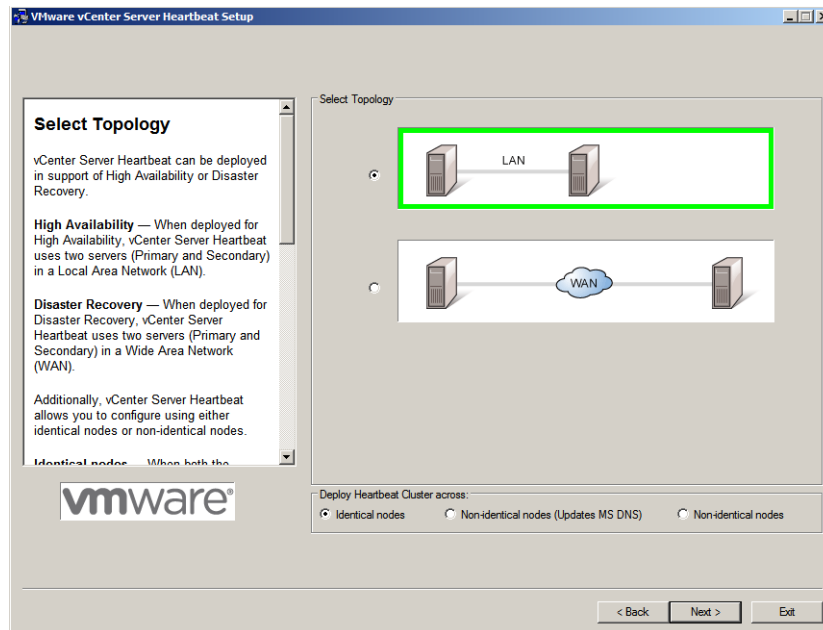 VMware vCenter Server Heartbeat Setup
Select Topology
vCenter Server Heartbeat can be deployed
in support of High Availability or Disaster
Recovery.
High Availability — When deployed for
High Availability, vCenter Server Heartbeat
uses two servers (Primary and Secondary)
in a Local Area Network (LAN).
Disaster Recovery — When deployed for
Disaster Recovery, vCenter Server
Heartbeat uses two servers (Primary and
Secondary) in a Wide Area Network
(WAN).
Additionally, vCenter Server Heartbeat
allows you to configure using either
identical nodes or non-identical nodes.
Identical nodes — When both the
vmware®
Select Topology
LAN
WAN
Deploy Heartbeat Cluster across:
Identical nodes
Non-identical nodes (Updates MS DNS)
Non-identical nodes
< Back
Next >
Exit